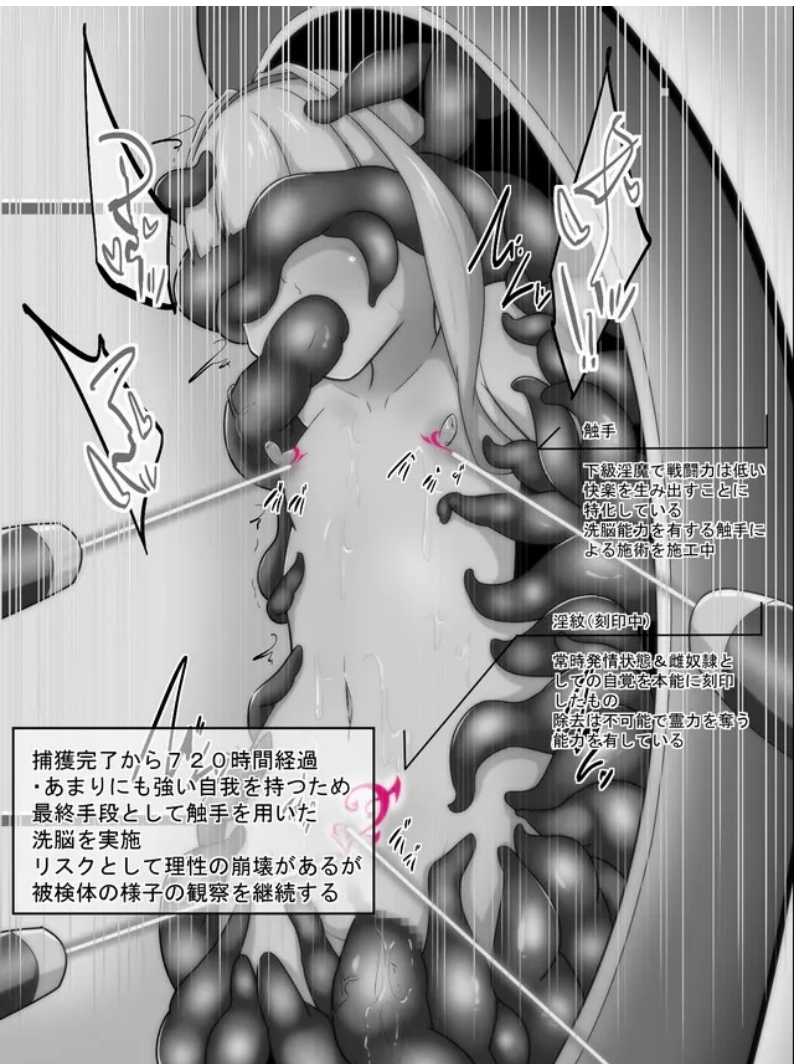 触手
下級淫魔で戦闘力は低い
快楽を生み出すことに
特化している
洗脳能力を有する触手に
よる施術を施工中
淫紋(刻印中)
常時発情状態&雌奴隷と
しての自覚を本能に刻印
したもの
除去は不可能で霊力を奪う
能力を有している
捕獲完了から720時間経過
・あまりにも強い自我を持つため
最終手段として触手を用いた
洗脳を実施
リスクとして理性の崩壊があるが
被検体の様子の観察を継続する